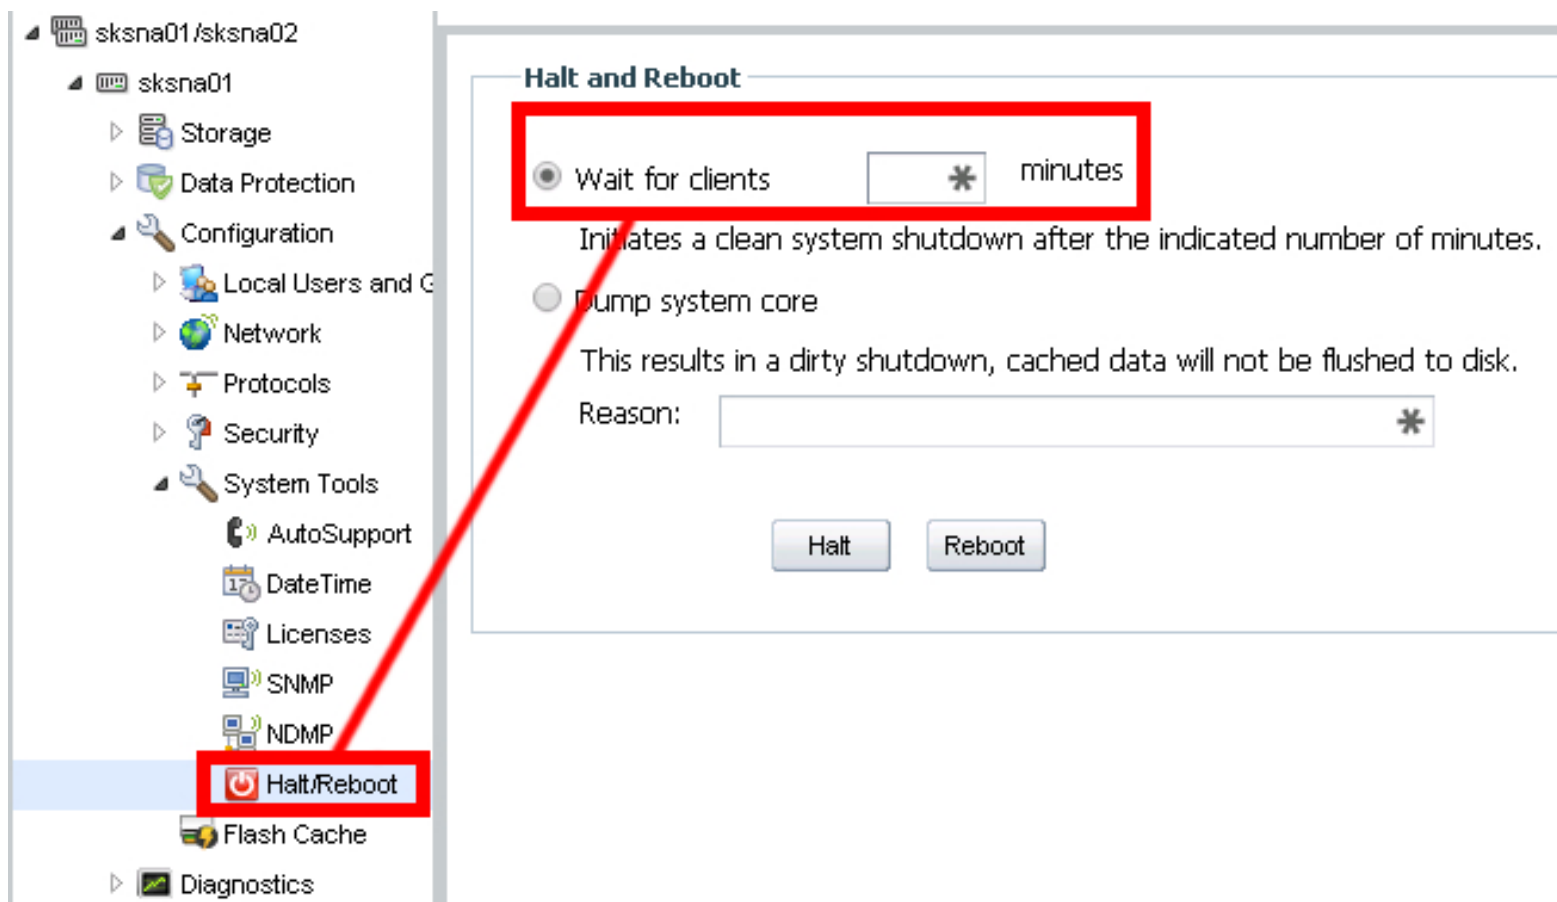 sksna01/sksna02
sksna01
Storage
Data Protection
Configuration
Local Users and G
Network
Protocols
Security
System Tools
AutoSupport
DateTime
Licenses
SNMP
NDMP
Halt/Reboot
Flash Cache
Diagnostics
Halt and Reboot
Wait for clients * minutes
Initiates a clean system shutdown after the indicated number of minutes.
Dump system core
This results in a dirty shutdown, cached data will not be flushed to disk.
Reason: *
Halt Reboot